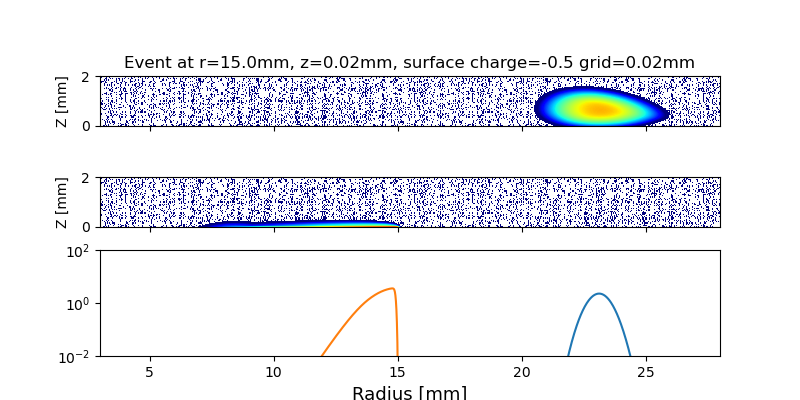 Event at r=15.0mm, z=0.02mm, surface charge=-0.5 grid=0.02mm
2
Z [mm]
0
2
Z [mm]
0
10²
10⁰
10⁻²
5 10 15 20 25
Radius [mm]